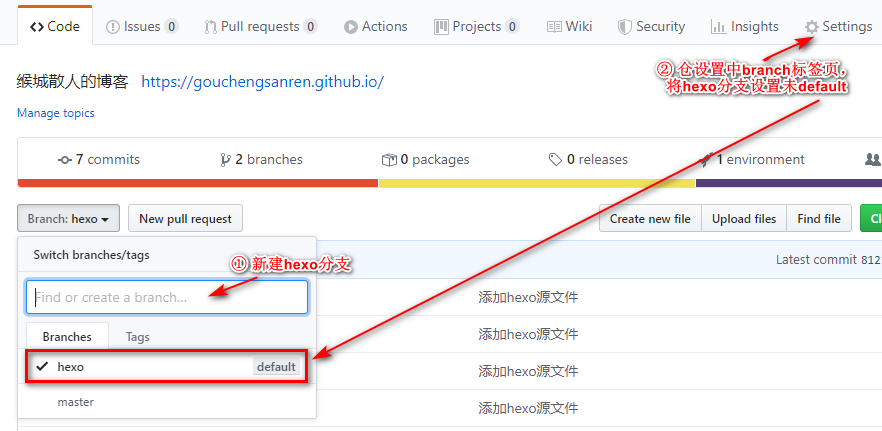 Code Issues 0 Pull requests 0 Actions Projects 0 Wiki Security Insights Settings
缑城散人的博客 https://gouchengsanren.github.io/
② 仓设置中branch标签页，
将hexo分支设置未default
Manage topics
7 commits 2 branches 0 packages 0 releases 1 environment
Branch: hexo New pull request Create new file Upload files Find file
Switch branches/tags
① 新建hexo分支
Latest commit 812
Find or create a branch...
添加hexo源文件
Branches Tags
添加hexo源文件
hexo default
添加hexo源文件
master
添加hexo源文件